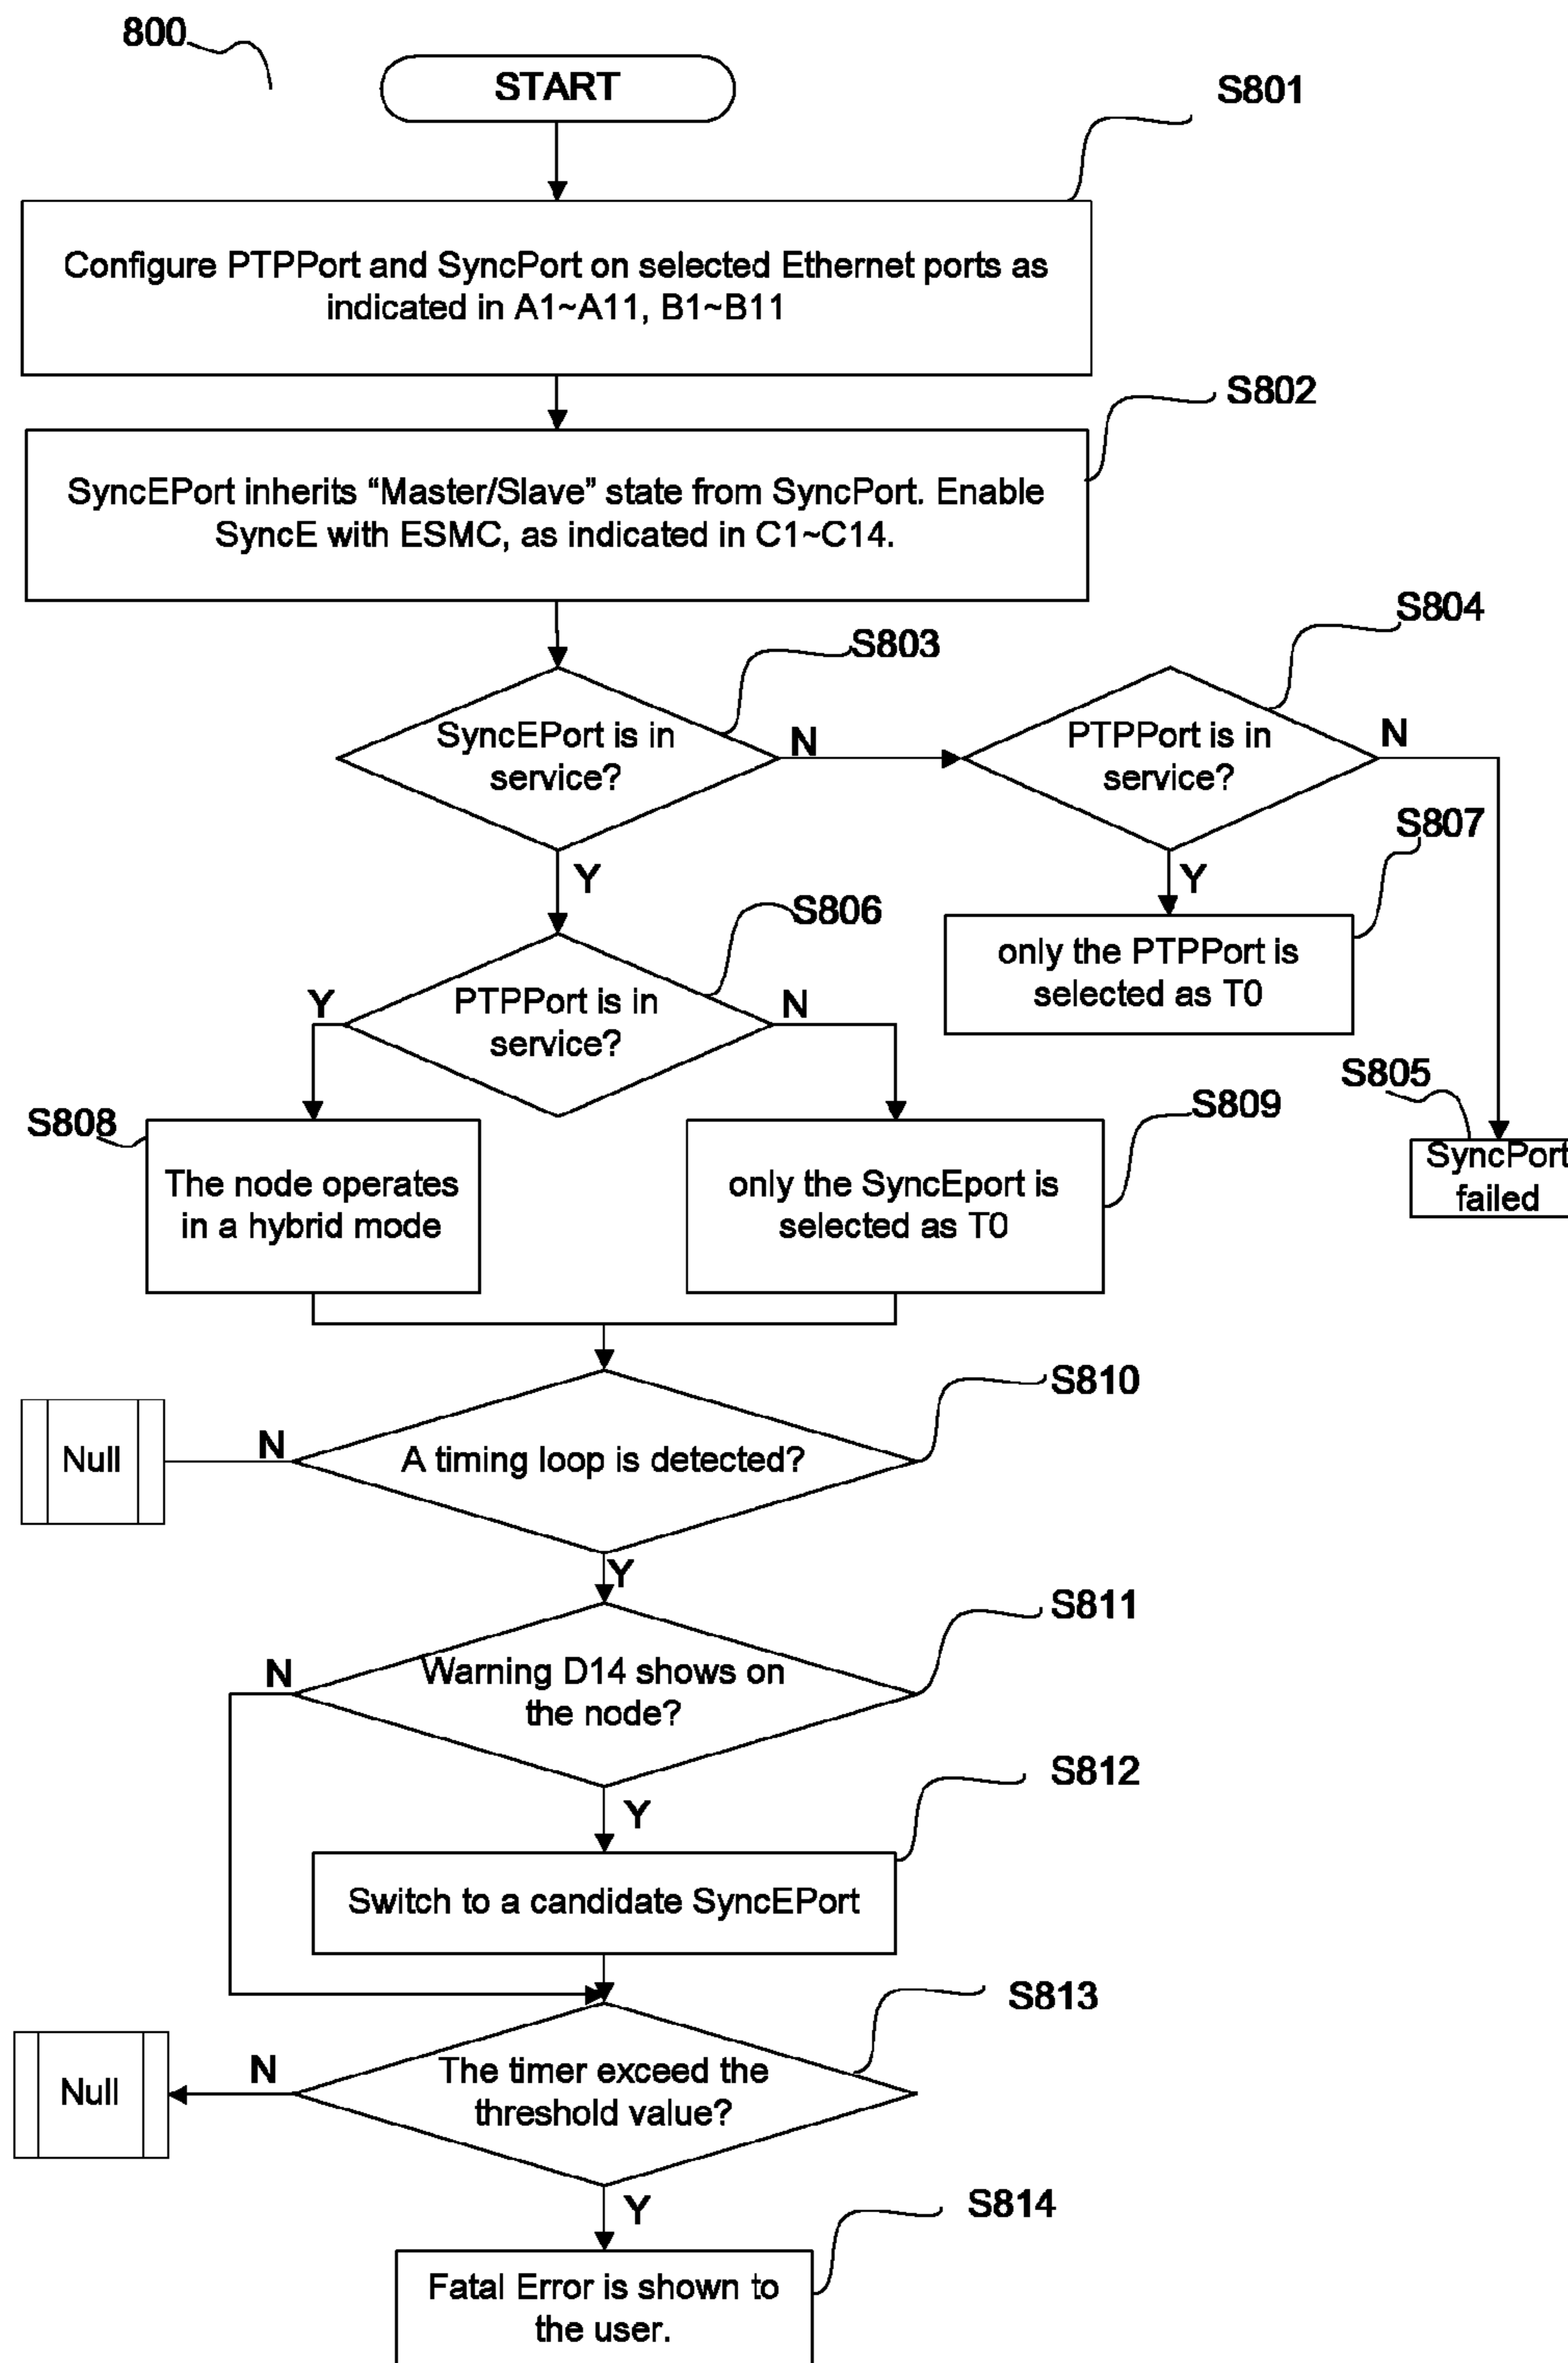 800
START
S801
Configure PTPPort and SyncPort on selected Ethernet ports as
indicated in A1~A11, B1~B11
S802
SyncEPort inherits “Master/Slave” state from SyncPort. Enable
SyncE with ESMC, as indicated in C1~C14.
S803
S804
SyncEPort is in
service?
N
PTPPort is in
service?
N
Y
Y
S807
only the PTPPort is
selected as T0
S806
PTPPort is in
service?
Y
N
S805
SyncPort
failed
S808
The node operates
in a hybrid mode
S809
only the SyncEport is
selected as T0
S810
A timing loop is detected?
N
Null
Y
S811
Warning D14 shows on
the node?
N
Y
S812
Switch to a candidate SyncEPort
S813
The timer exceed the
threshold value?
N
Null
Y
S814
Fatal Error is shown to
the user.